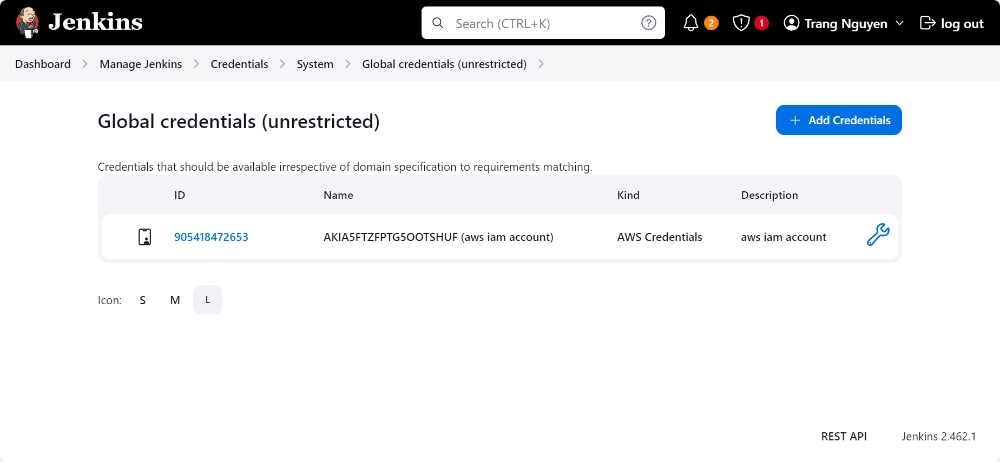 Jenkins Search (CTRL+K) ? 2 1 Trang Nguyen log out
Dashboard Manage Jenkins Credentials System Global credentials (unrestricted)
Global credentials (unrestricted) + Add Credentials
Credentials that should be available irrespective of domain specification to requirements matching.
ID Name Kind Description
905418472653 AKIA5FTZFPTG5OOTSHUF (aws iam account) AWS Credentials aws iam account
Icon: S M L
REST API Jenkins 2.462.1